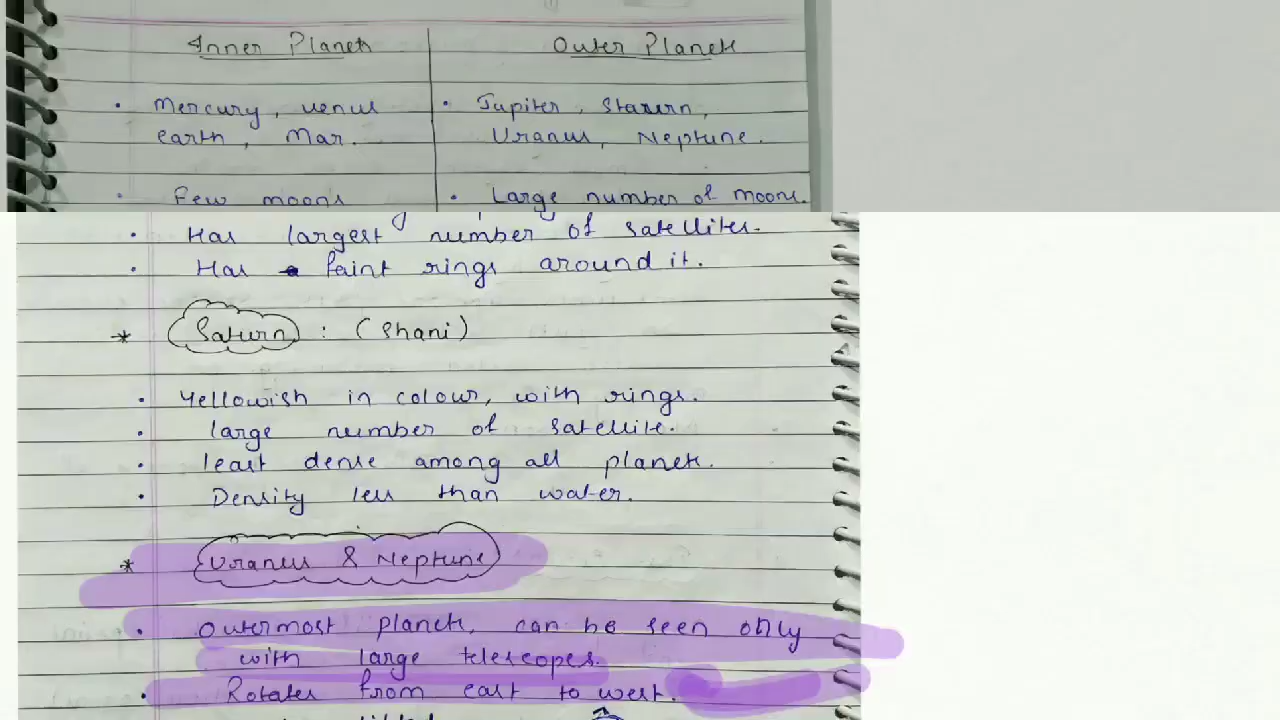 Inner Planets
Outer Planets
• Mercury, venus
earth, Mars.
• Jupiter, Staturn,
Uranus, Neptune.
• Few moons
• Large number of moons.
• Has largest number of satellites.
• Has faint rings around it.
* Saturn : (Shani)
• Yellowish in colour, with rings.
• large number of satellite.
• least dense among all planets.
• Density less than water.
* Uranus & Neptune
• Outermost planets, can be seen only
with large telescopes.
• Rotates from east to west.